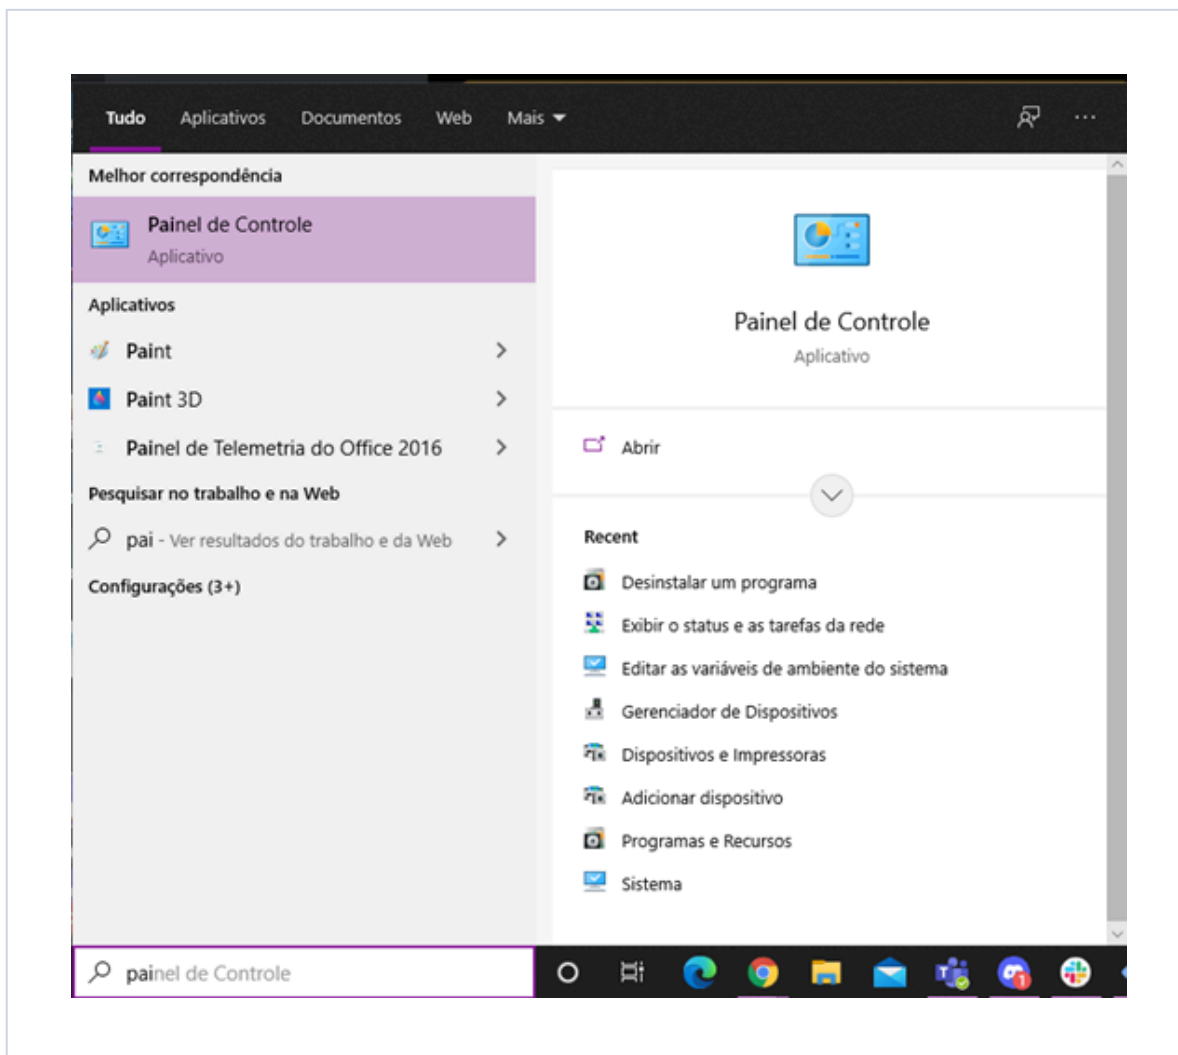 Tudo Aplicativos Documentos Web Mais
Melhor correspondência
Painel de Controle
Aplicativo
Aplicativos
Paint
Paint 3D
Painel de Telemetria do Office 2016
Pesquisar no trabalho e na Web
pai - Ver resultados do trabalho e da Web
Configurações (3+)
Painel de Controle
Aplicativo
Abrir
Recent
Desinstalar um programa
Exibir o status e as tarefas da rede
Editar as variáveis de ambiente do sistema
Gerenciador de Dispositivos
Dispositivos e Impressoras
Adicionar dispositivo
Programas e Recursos
Sistema
painel de Controle
1